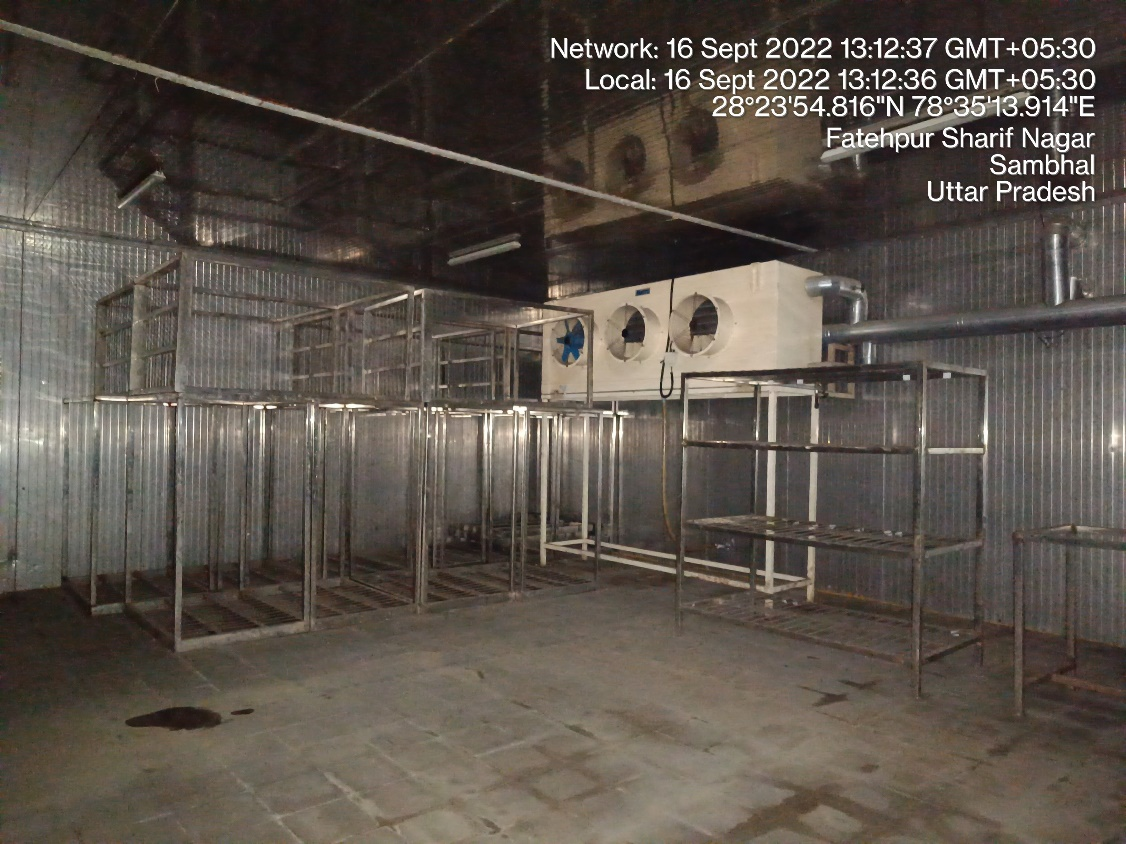 Network: 16 Sept 2022 13:12:37 GMT+05:30
Local: 16 Sept 2022 13:12:36 GMT+05:30
28°23'54.816"N 78°35'13.914"E
Fatehpur Sharif Nagar
Sambhal
Uttar Pradesh